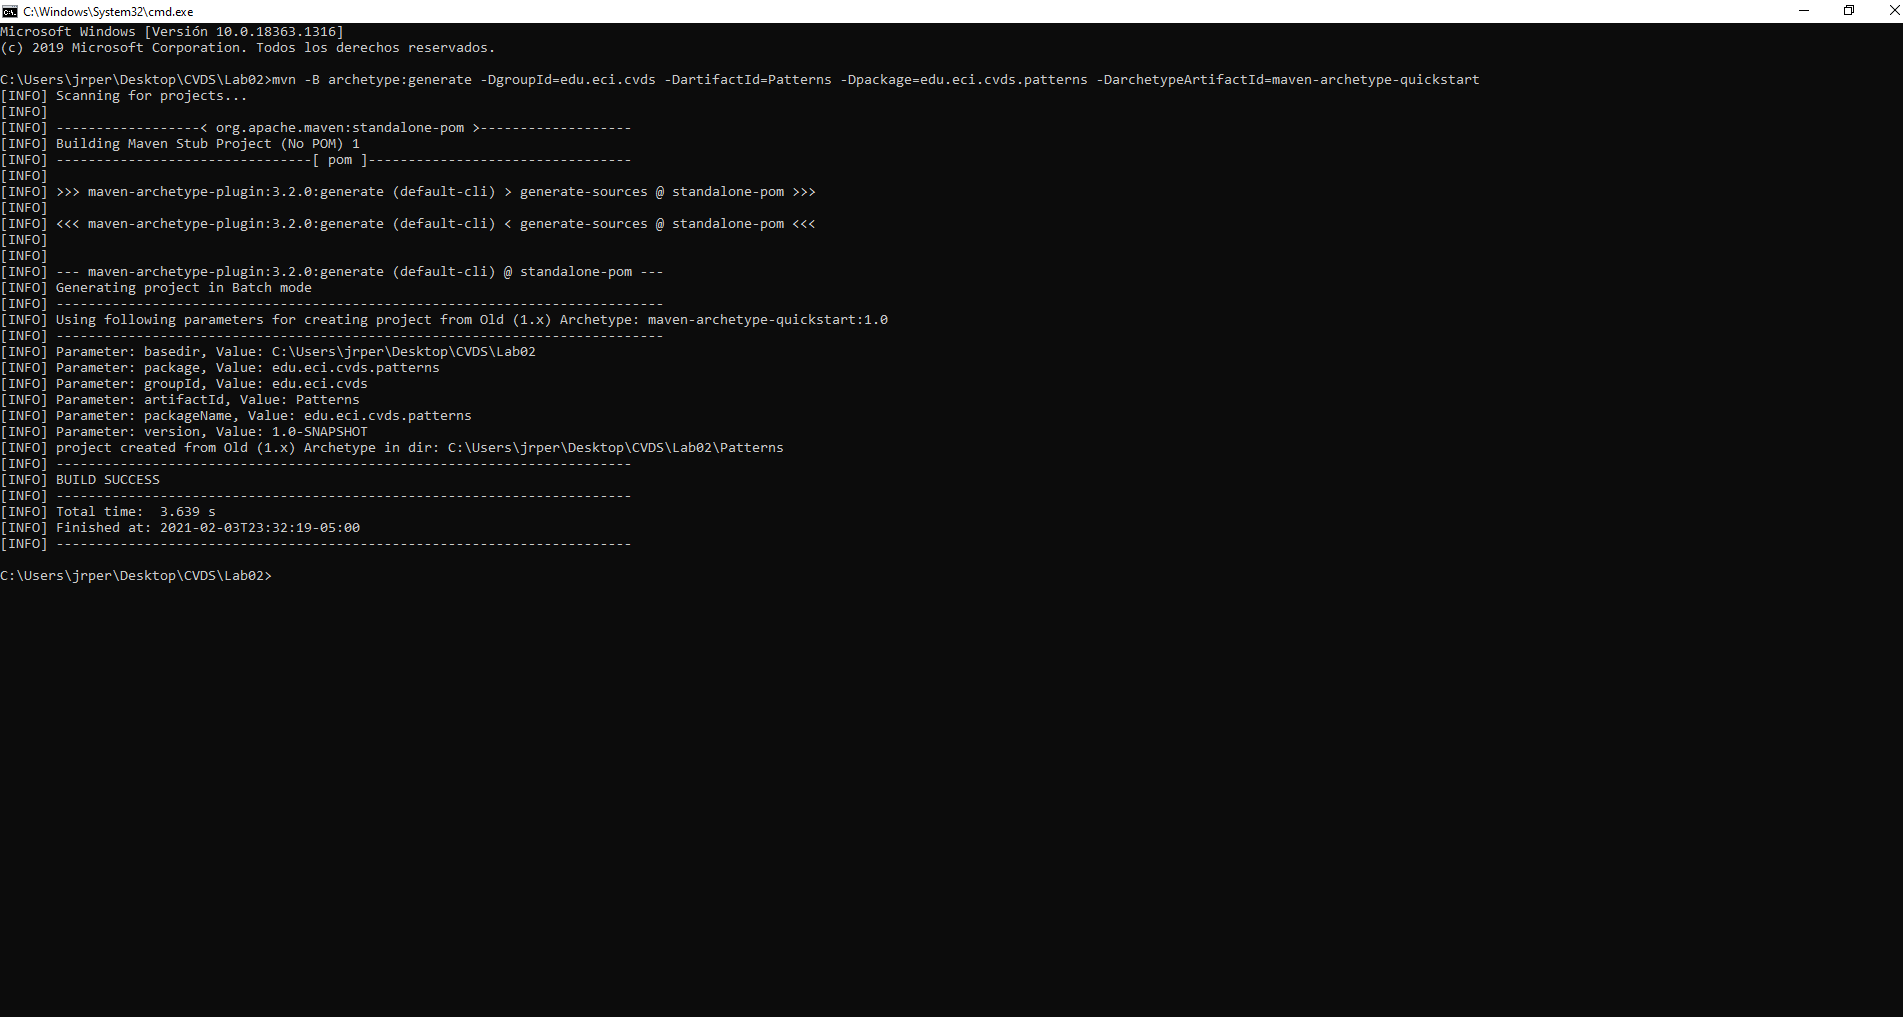 C:\Windows\System32\cmd.exe
Microsoft Windows [Versión 10.0.18363.1316]
(c) 2019 Microsoft Corporation. Todos los derechos reservados.
C:\Users\jrper\Desktop\CVDS\Lab02>mvn -B archetype:generate -DgroupId=edu.eci.cvds -DartifactId=Patterns -Dpackage=edu.eci.cvds.patterns -DarchetypeArtifactId=maven-archetype-quickstart
[INFO] Scanning for projects...
[INFO]
[INFO] ------------------< org.apache.maven:standalone-pom >-------------------
[INFO] Building Maven Stub Project (No POM) 1
[INFO] --------------------------------[ pom ]---------------------------------
[INFO]
[INFO] >>> maven-archetype-plugin:3.2.0:generate (default-cli) > generate-sources @ standalone-pom >>>
[INFO]
[INFO] <<< maven-archetype-plugin:3.2.0:generate (default-cli) < generate-sources @ standalone-pom <<<
[INFO]
[INFO]
[INFO] --- maven-archetype-plugin:3.2.0:generate (default-cli) @ standalone-pom ---
[INFO] Generating project in Batch mode
[INFO] ----------------------------------------------------------------------------
[INFO] Using following parameters for creating project from Old (1.x) Archetype: maven-archetype-quickstart:1.0
[INFO] ----------------------------------------------------------------------------
[INFO] Parameter: basedir, Value: C:\Users\jrper\Desktop\CVDS\Lab02
[INFO] Parameter: package, Value: edu.eci.cvds.patterns
[INFO] Parameter: groupId, Value: edu.eci.cvds
[INFO] Parameter: artifactId, Value: Patterns
[INFO] Parameter: packageName, Value: edu.eci.cvds.patterns
[INFO] Parameter: version, Value: 1.0-SNAPSHOT
[INFO] project created from Old (1.x) Archetype in dir: C:\Users\jrper\Desktop\CVDS\Lab02\Patterns
[INFO] ------------------------------------------------------------------------
[INFO] BUILD SUCCESS
[INFO] ------------------------------------------------------------------------
[INFO] Total time:  3.639 s
[INFO] Finished at: 2021-02-03T23:32:19-05:00
[INFO] ------------------------------------------------------------------------
C:\Users\jrper\Desktop\CVDS\Lab02>